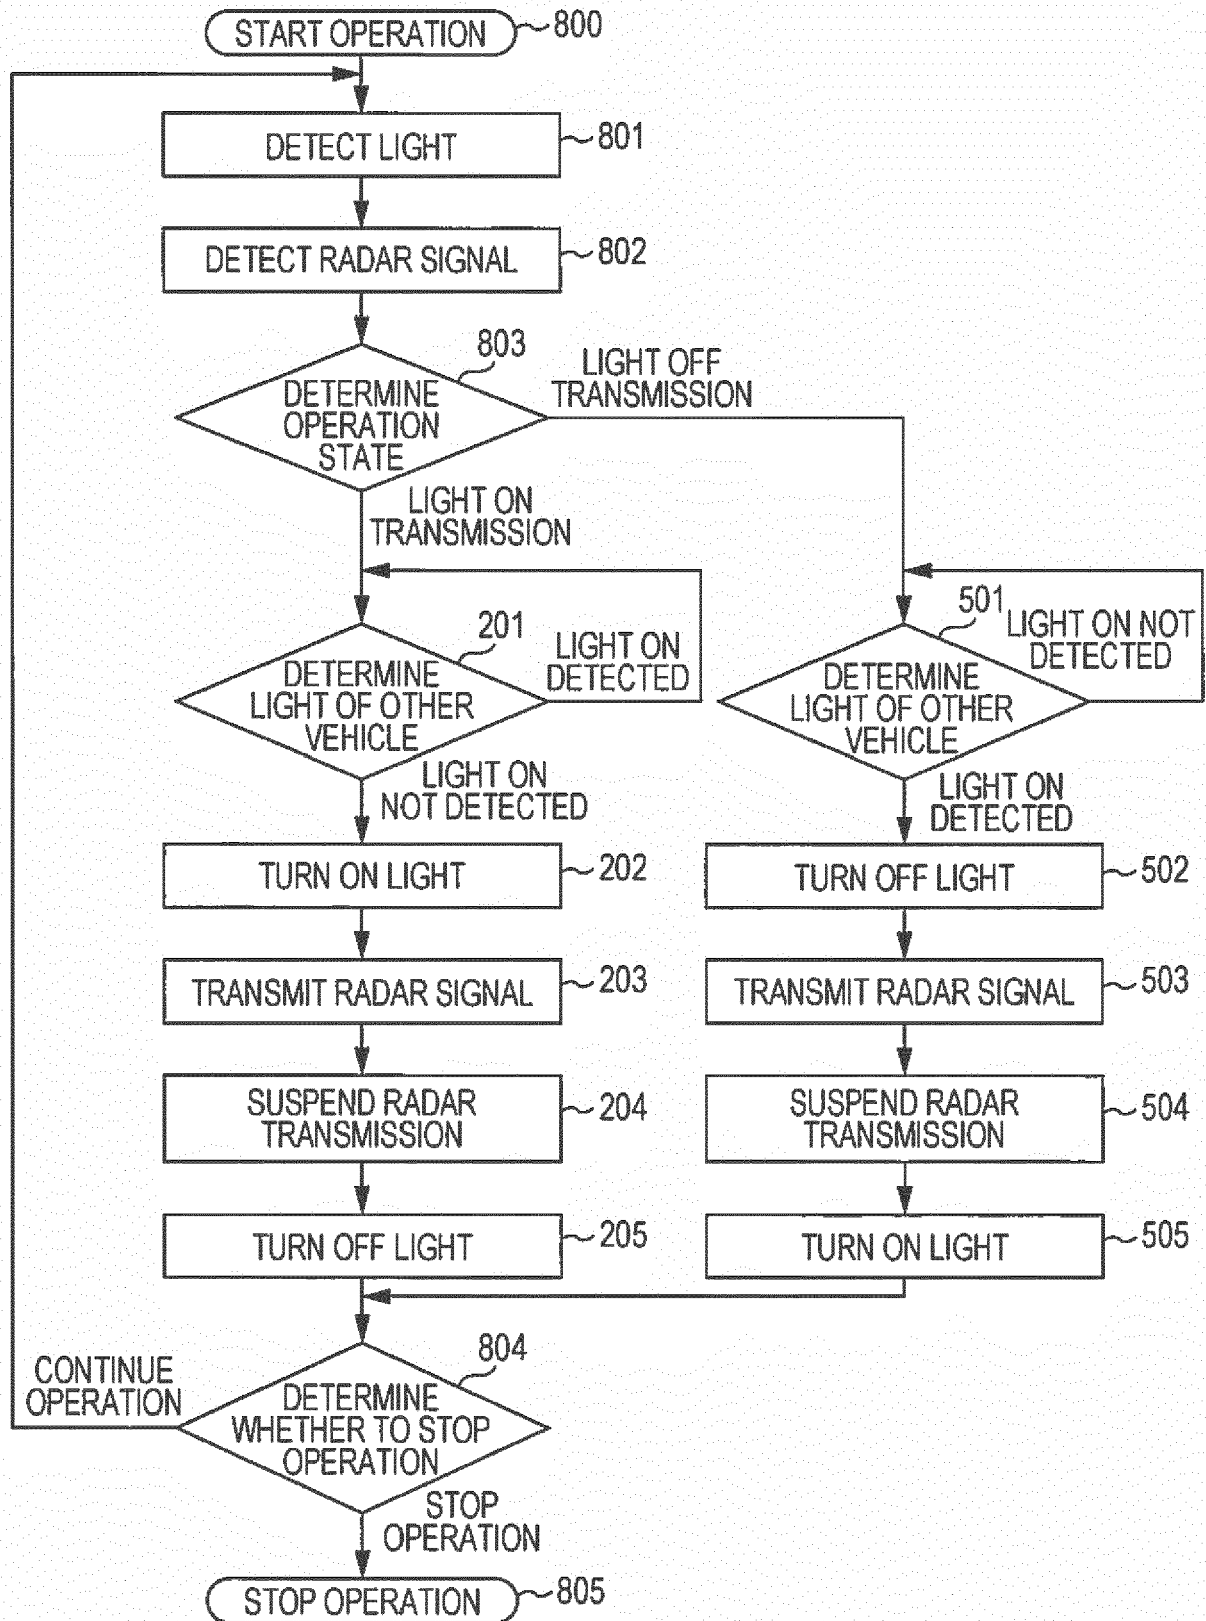 START OPERATION
800
DETECT LIGHT
801
DETECT RADAR SIGNAL
802
803
DETERMINE
OPERATION
STATE
LIGHT OFF
TRANSMISSION
LIGHT ON
TRANSMISSION
201
DETERMINE
LIGHT OF OTHER
VEHICLE
LIGHT ON
DETECTED
501
DETERMINE
LIGHT OF OTHER
VEHICLE
LIGHT ON NOT
DETECTED
LIGHT ON
NOT DETECTED
LIGHT ON
DETECTED
TURN ON LIGHT
202
TURN OFF LIGHT
502
TRANSMIT RADAR SIGNAL
203
TRANSMIT RADAR SIGNAL
503
SUSPEND RADAR
TRANSMISSION
204
SUSPEND RADAR
TRANSMISSION
504
TURN OFF LIGHT
205
TURN ON LIGHT
505
804
CONTINUE
OPERATION
DETERMINE
WHETHER TO STOP
OPERATION
STOP
OPERATION
STOP OPERATION
805